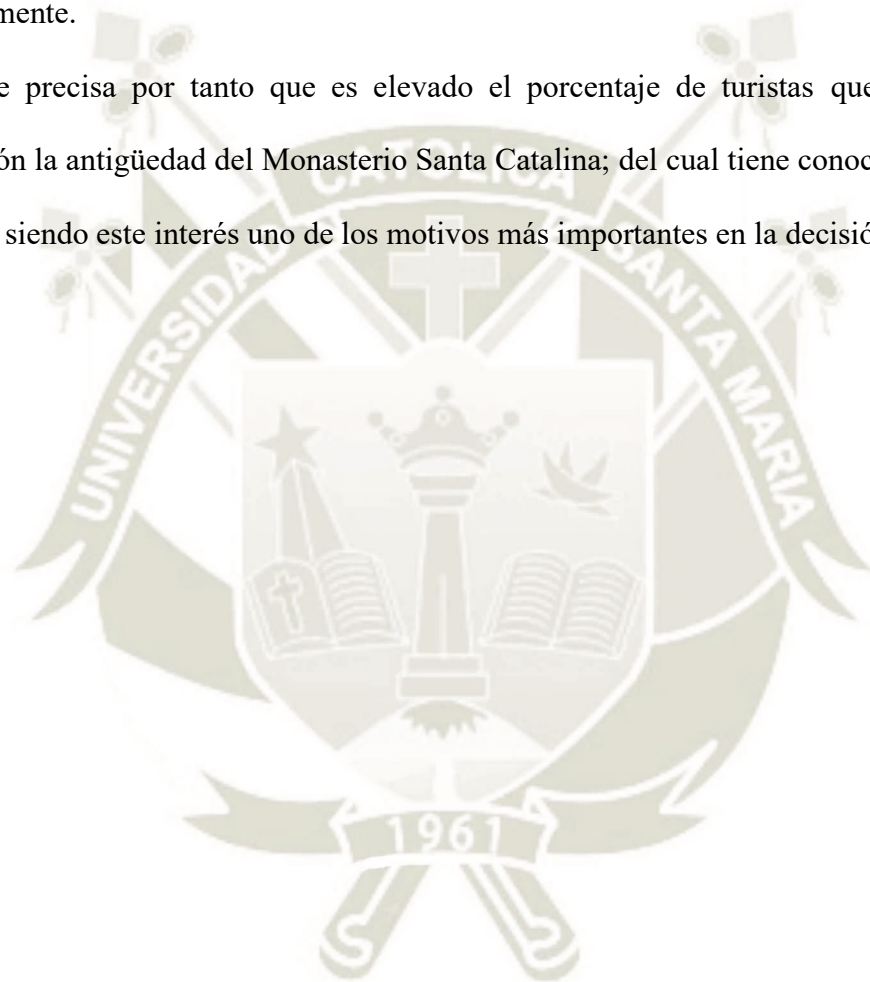 mente.
e precisa por tanto que es elevado el porcentaje de turistas que
ón la antigüedad del Monasterio Santa Catalina; del cual tiene conoc
siendo este interés uno de los motivos más importantes en la decisió
UNIVERSIDAD CATOLICA SANTA MARIA
1961